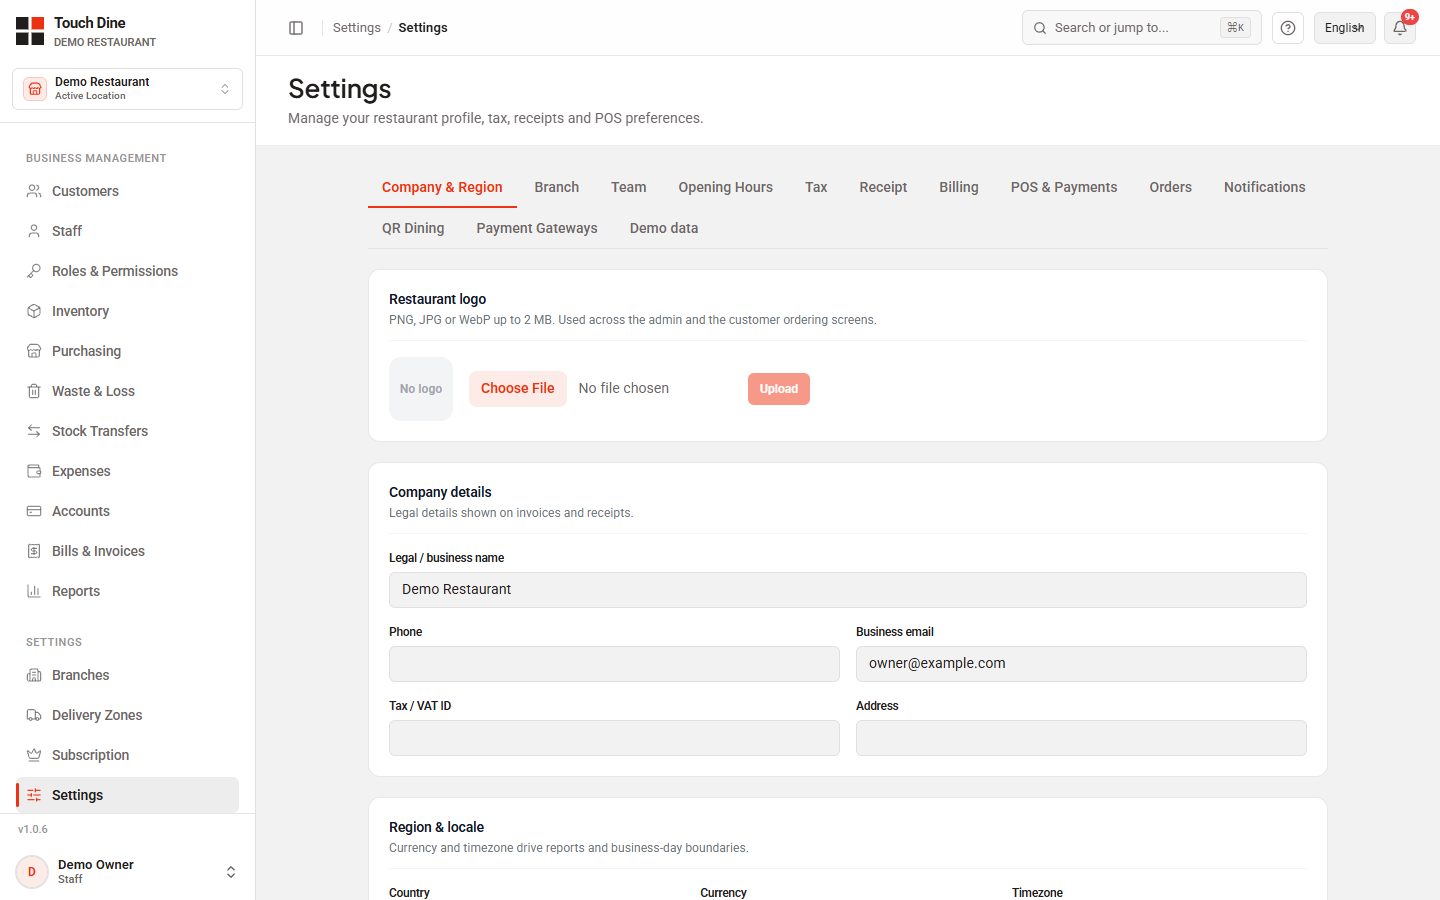 Touch Dine
DEMO RESTAURANT
Demo Restaurant
Active Location
BUSINESS MANAGEMENT
Customers
Staff
Roles & Permissions
Inventory
Purchasing
Waste & Loss
Stock Transfers
Expenses
Accounts
Bills & Invoices
Reports
SETTINGS
Branches
Delivery Zones
Subscription
Settings
v1.0.6
D
Demo Owner
Staff
Settings / Settings
Search or jump to... ⌘K
English
9+
Settings
Manage your restaurant profile, tax, receipts and POS preferences.
Company & Region Branch Team Opening Hours Tax Receipt Billing POS & Payments Orders Notifications
QR Dining Payment Gateways Demo data
Restaurant logo
PNG, JPG or WebP up to 2 MB. Used across the admin and the customer ordering screens.
No logo Choose File No file chosen Upload
Company details
Legal details shown on invoices and receipts.
Legal / business name
Demo Restaurant
Phone Business email
owner@example.com
Tax / VAT ID Address
Region & locale
Currency and timezone drive reports and business-day boundaries.
Country Currency Timezone